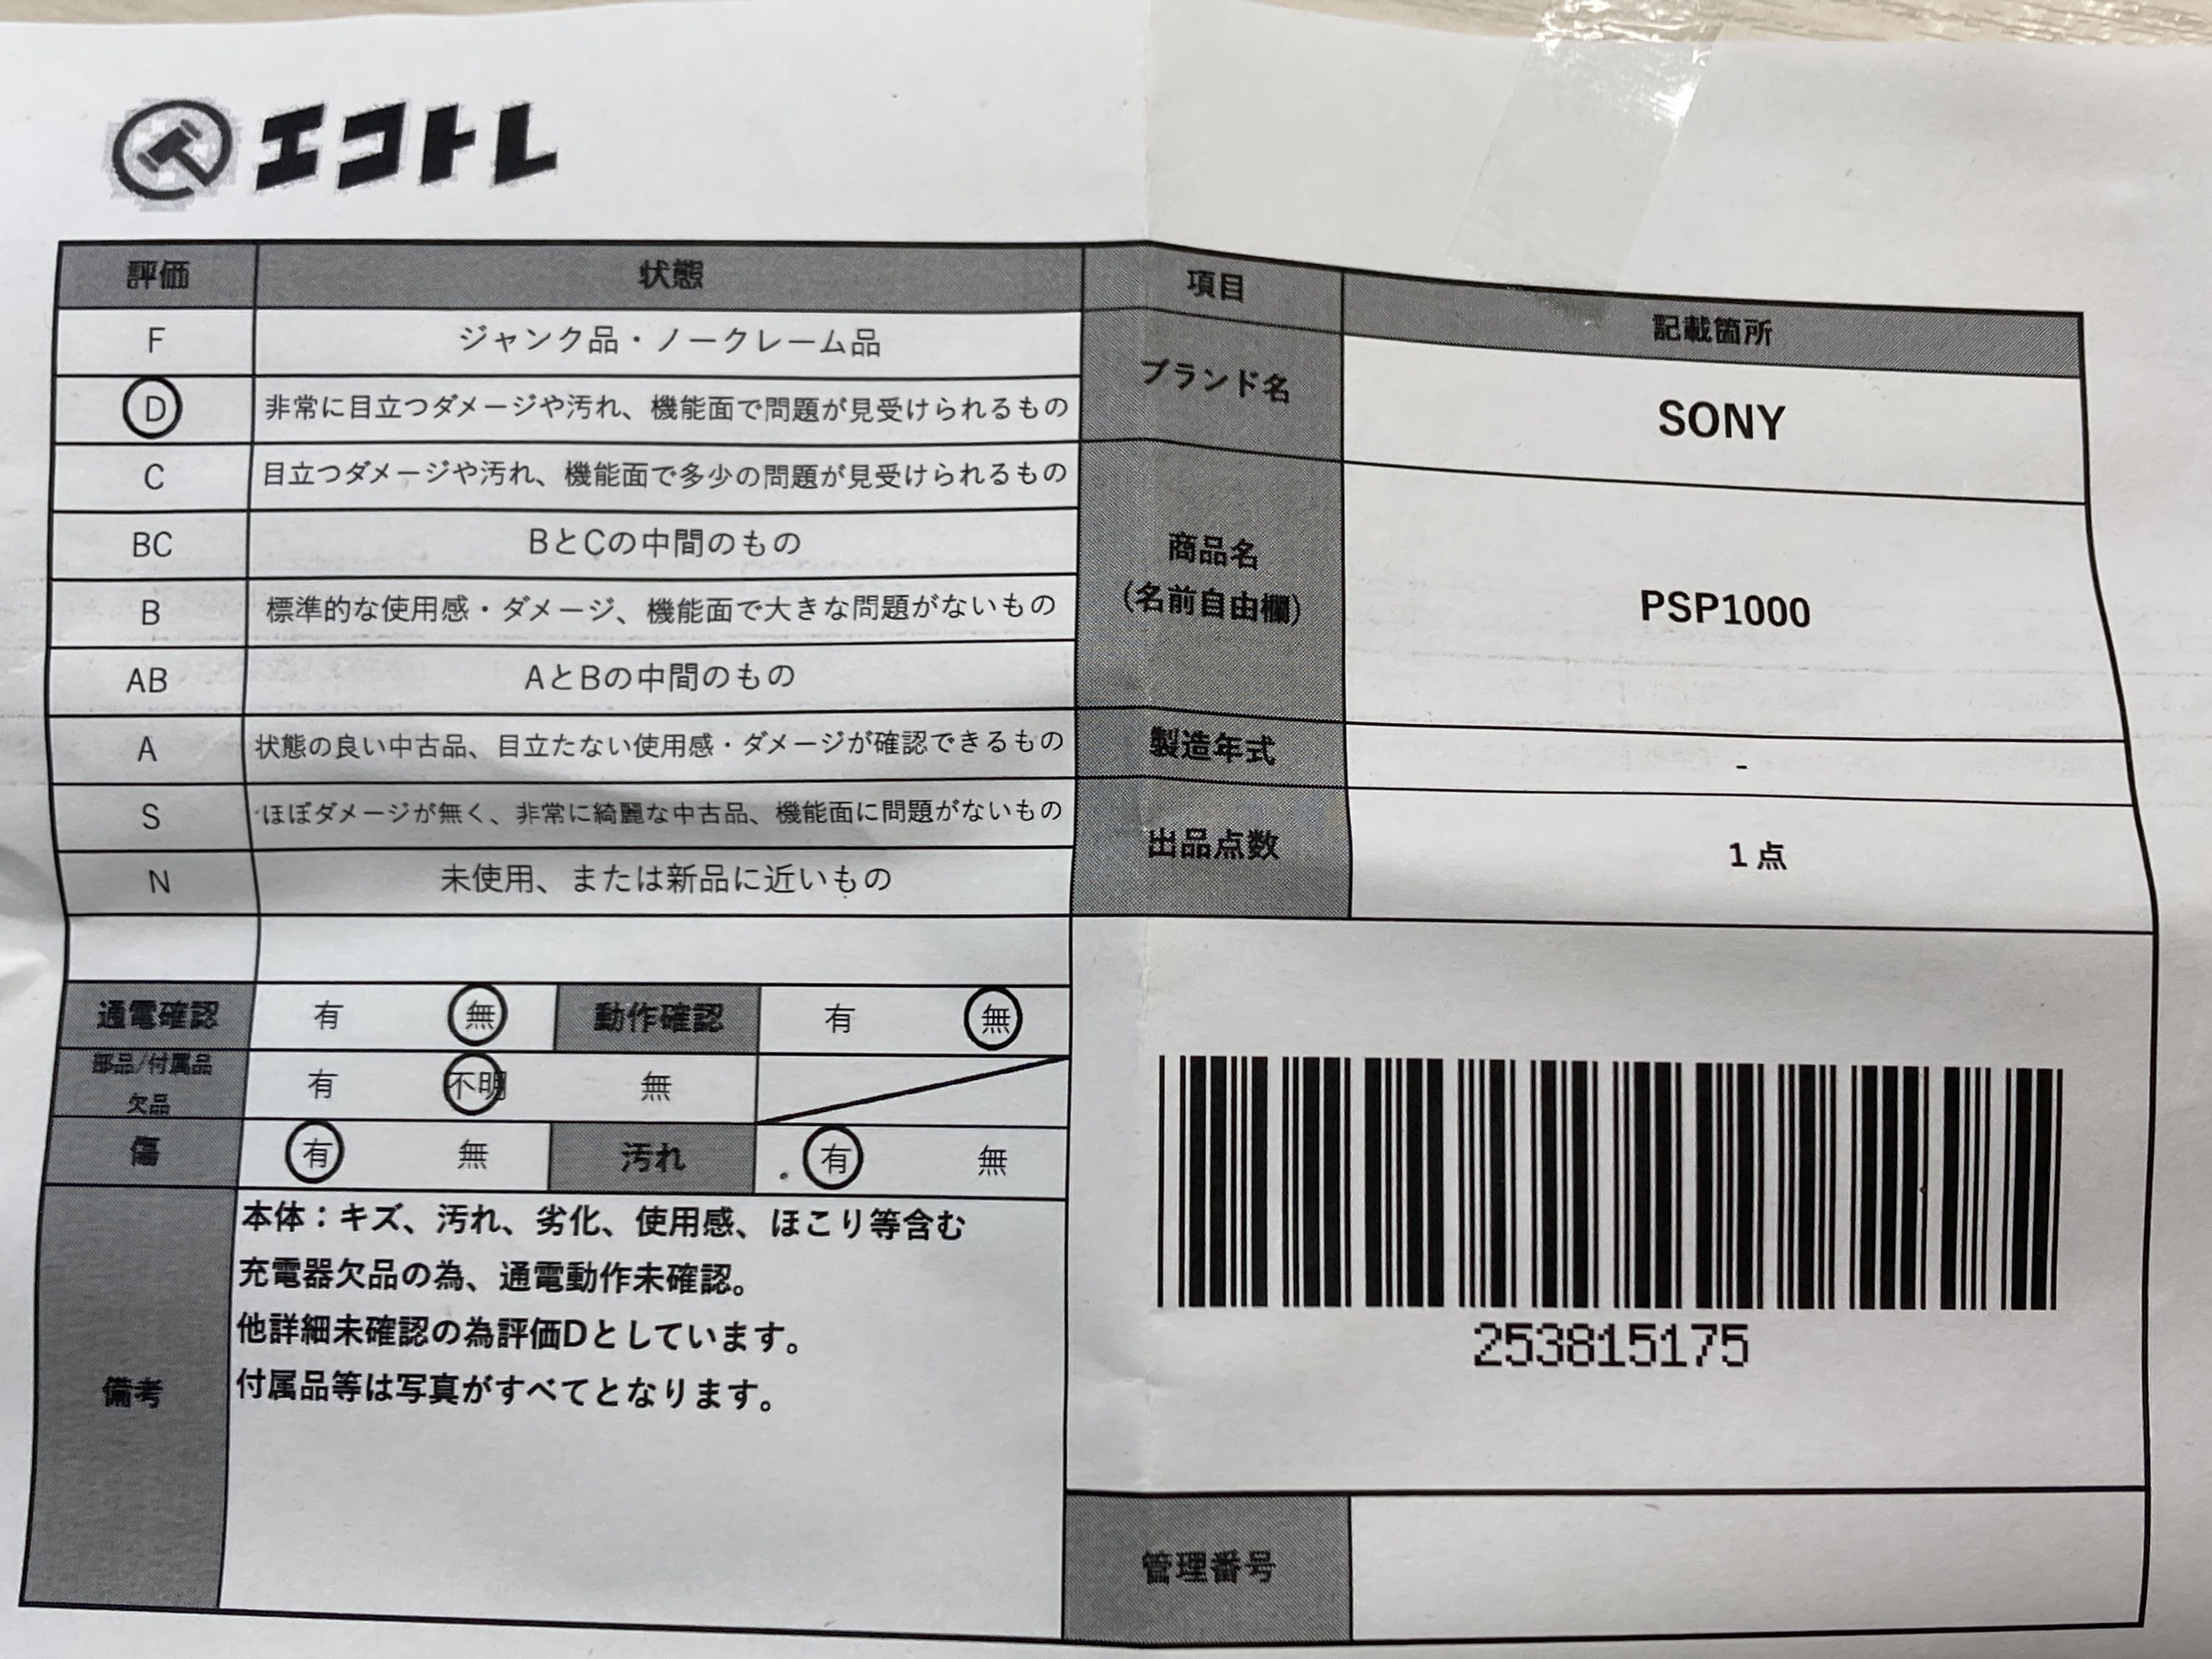 エコトレ
評価 状態
F ジャンク品・ノークレーム品
D 非常に目立つダメージや汚れ、機能面で問題が見受けられるもの
C 目立つダメージや汚れ、機能面で多少の問題が見受けられるもの
BC BとCの中間のもの
B 標準的な使用感・ダメージ、機能面で大きな問題がないもの
AB AとBの中間のもの
A 状態の良い中古品、目立たない使用感・ダメージが確認できるもの
S ほぼダメージが無く、非常に綺麗な中古品、機能面に問題がないもの
N 未使用、または新品に近いもの
項目 記載箇所
ブランド名 SONY
商品名
(名前自由欄) PSP1000
製造年式 -
出品点数 1点
通電確認 有 無 動作確認 有 無
部品/付属品
欠品 有 不明 無
傷 有 無 汚れ 有 無
備考
本体：キズ、汚れ、劣化、使用感、ほこり等含む
充電器欠品の為、通電動作未確認。
他詳細未確認の為評価Dとしています。
付属品等は写真がすべてとなります。
253815175
管理番号